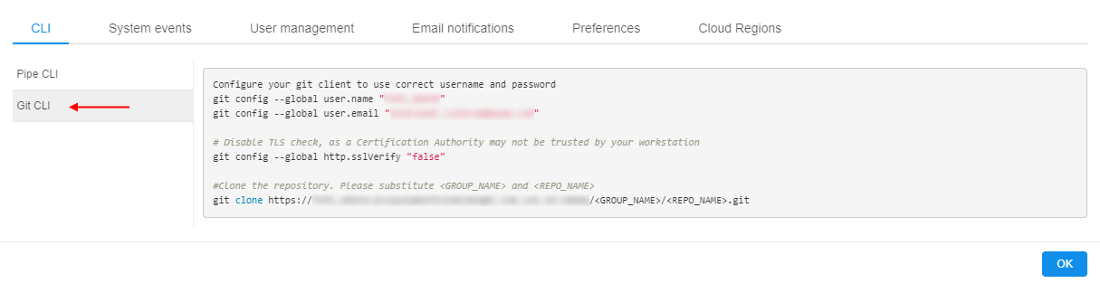 CLI System events User management Email notifications Preferences Cloud Regions
Pipe CLI
Git CLI
Configure your git client to use correct username and password
git config --global user.name ""
git config --global user.email ""
# Disable TLS check, as a Certification Authority may not be trusted by your workstation
git config --global http.sslVerify "false"
#Clone the repository. Please substitute <GROUP_NAME> and <REPO_NAME>
git clone https:///<GROUP_NAME>/<REPO_NAME>.git
OK